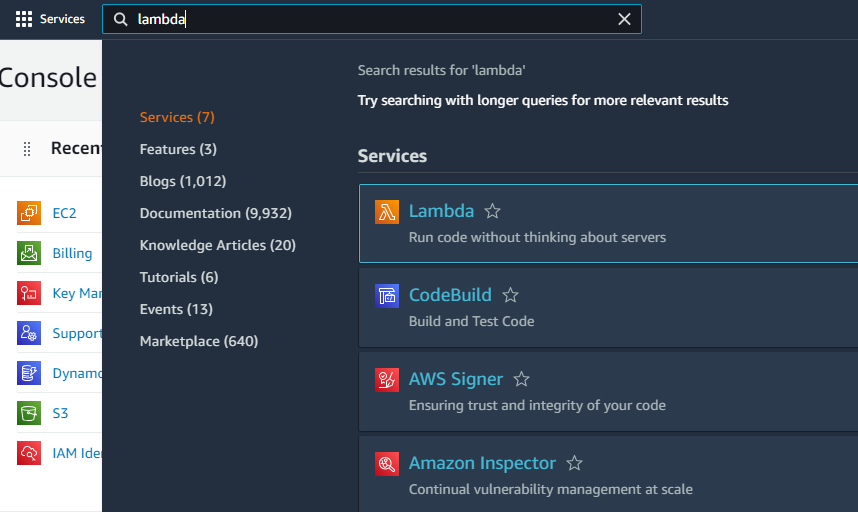 Services
lambda
Console
Recen
EC2
Billing
Key Mar
Support
Dynamo
S3
IAM Ide
Services (7)
Features (3)
Blogs (1,012)
Documentation (9,932)
Knowledge Articles (20)
Tutorials (6)
Events (13)
Marketplace (640)
Search results for 'lambda'
Try searching with longer queries for more relevant results
Services
Lambda
Run code without thinking about servers
CodeBuild
Build and Test Code
AWS Signer
Ensuring trust and integrity of your code
Amazon Inspector
Continual vulnerability management at scale